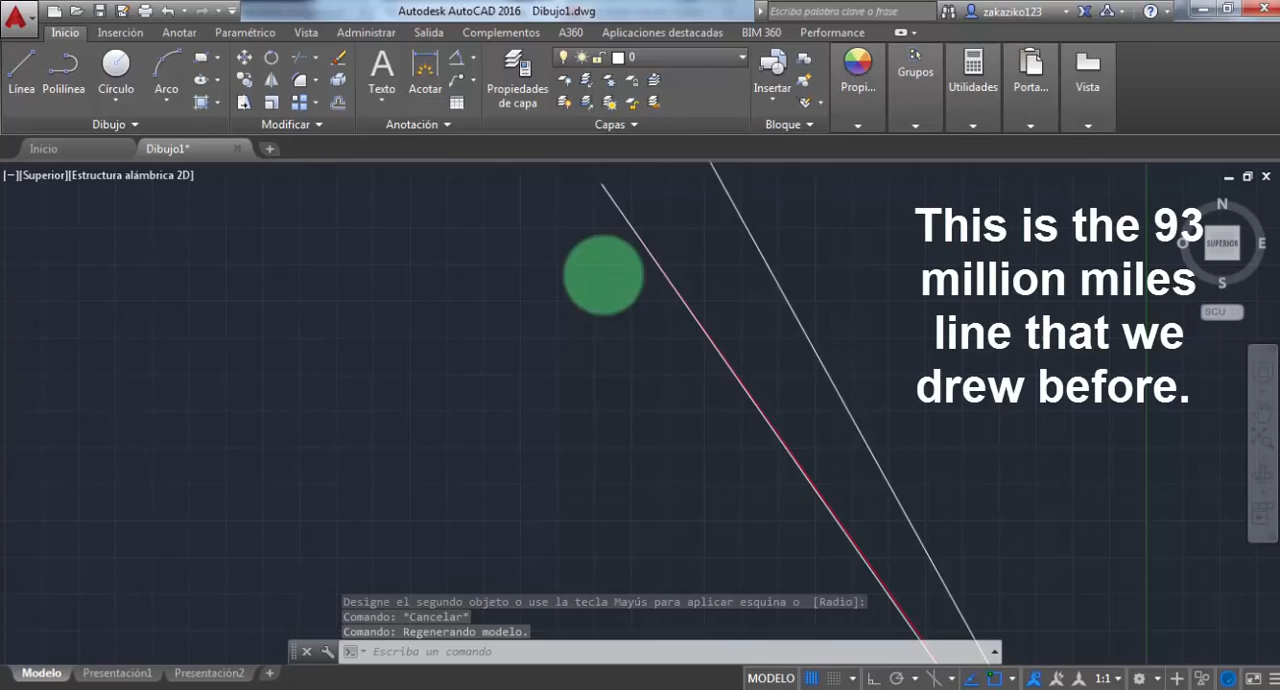 Autodesk AutoCAD 2016 Dibujo1.dwg
Escriba palabra clave o frase
zakaziko123
Inicio Inserción Anotar Paramétrico Vista Administrar Salida Complementos A360 Aplicaciones destacadas BIM 360 Performance
0
Línea Polilínea Círculo Arco Texto Acotar Propiedades de capa Insertar Propi... Grupos Utilidades Porta... Vista
Dibujo Modificar Anotación Capas Bloque
Inicio Dibujo1*
[−][Superior][Estructura alámbrica 2D]
This is the 93
million miles
line that we
drew before.
N
O SUPERIOR E
S
SCU
Designe el segundo objeto o use la tecla Mayús para aplicar esquina o [Radio]:
Comando: *Cancelar*
Comando: Regenerando modelo.
Escriba un comando
Modelo Presentación1 Presentación2
MODELO 1:1